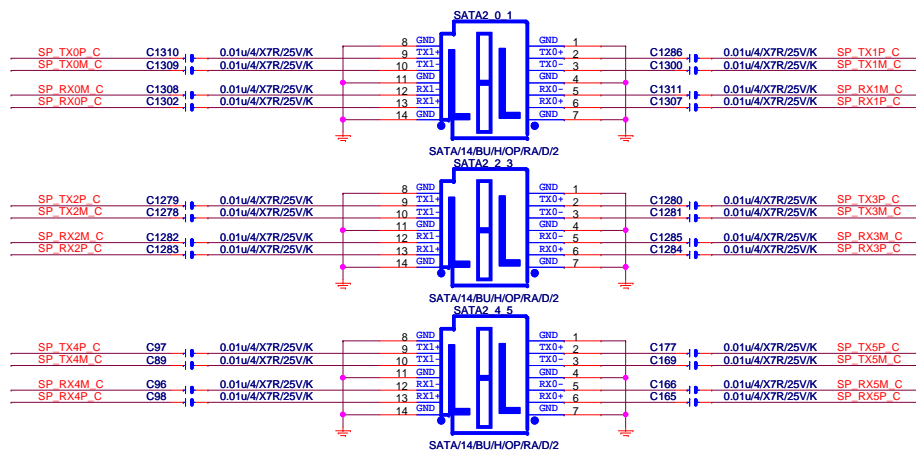 SATA2_0_1
8 GND GND 1
SP_TX0P_C C1310 0.01u/4/X7R/25V/K 9 TX1+ TX0+ 2 C1286 0.01u/4/X7R/25V/K SP_TX1P_C
SP_TX0M_C C1309 0.01u/4/X7R/25V/K 10 TX1- TX0- 3 C1300 0.01u/4/X7R/25V/K SP_TX1M_C
11 GND GND 4
SP_RX0M_C C1308 0.01u/4/X7R/25V/K 12 RX1- RX0- 5 C1311 0.01u/4/X7R/25V/K SP_RX1M_C
SP_RX0P_C C1302 0.01u/4/X7R/25V/K 13 RX1+ RX0+ 6 C1307 0.01u/4/X7R/25V/K SP_RX1P_C
14 GND GND 7
SATA/14/BU/H/OP/RA/D/2
SATA2_2_3
8 GND GND 1
SP_TX2P_C C1279 0.01u/4/X7R/25V/K 9 TX1+ TX0+ 2 C1280 0.01u/4/X7R/25V/K SP_TX3P_C
SP_TX2M_C C1278 0.01u/4/X7R/25V/K 10 TX1- TX0- 3 C1281 0.01u/4/X7R/25V/K SP_TX3M_C
11 GND GND 4
SP_RX2M_C C1282 0.01u/4/X7R/25V/K 12 RX1- RX0- 5 C1285 0.01u/4/X7R/25V/K SP_RX3M_C
SP_RX2P_C C1283 0.01u/4/X7R/25V/K 13 RX1+ RX0+ 6 C1284 0.01u/4/X7R/25V/K SP_RX3P_C
14 GND GND 7
SATA/14/BU/H/OP/RA/D/2
SATA2_4_5
8 GND GND 1
SP_TX4P_C C97 0.01u/4/X7R/25V/K 9 TX1+ TX0+ 2 C177 0.01u/4/X7R/25V/K SP_TX5P_C
SP_TX4M_C C89 0.01u/4/X7R/25V/K 10 TX1- TX0- 3 C169 0.01u/4/X7R/25V/K SP_TX5M_C
11 GND GND 4
SP_RX4M_C C96 0.01u/4/X7R/25V/K 12 RX1- RX0- 5 C166 0.01u/4/X7R/25V/K SP_RX5M_C
SP_RX4P_C C98 0.01u/4/X7R/25V/K 13 RX1+ RX0+ 6 C165 0.01u/4/X7R/25V/K SP_RX5P_C
14 GND GND 7
SATA/14/BU/H/OP/RA/D/2